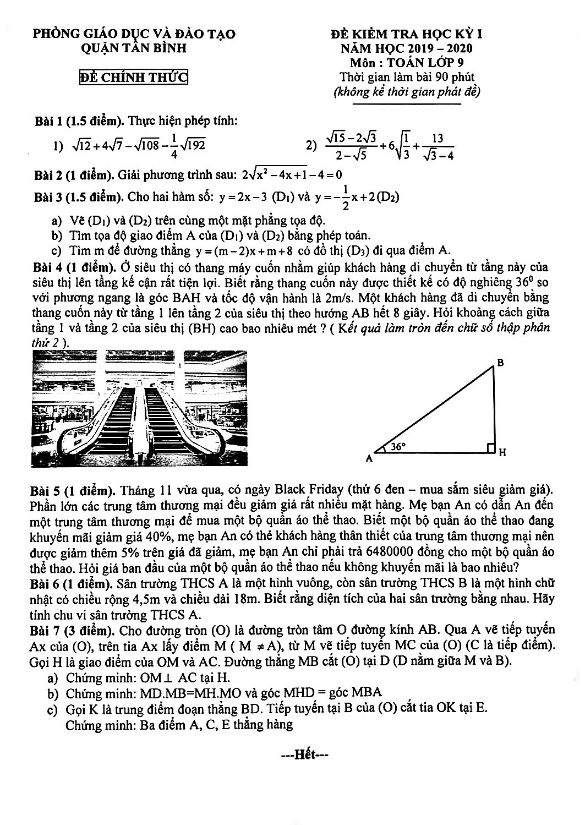 PHÒNG GIÁO DỤC VÀ ĐÀO TẠO
QUẬN TÂN BÌNH
ĐỀ CHÍNH THỨC
ĐỀ KIỂM TRA HỌC KỲ I
NĂM HỌC 2019 – 2020
Môn : TOÁN LỚP 9
Thời gian làm bài 90 phút
(không kể thời gian phát đề)
Bài 1 (1.5 điểm). Thực hiện phép tính:
1) √12 + 4√7 − √108 − 1/4 √192
2) (√15 − 2√3)/(2 − √5) + 6√(1/3) + 13/(√3 − 4)
Bài 2 (1 điểm). Giải phương trình sau: 2√(x² − 4x + 1) − 4 = 0
Bài 3 (1.5 điểm). Cho hai hàm số: y = 2x − 3 (D₁) và y = −1/2 x + 2 (D₂)
a) Vẽ (D₁) và (D₂) trên cùng một mặt phẳng tọa độ.
b) Tìm tọa độ giao điểm A của (D₁) và (D₂) bằng phép toán.
c) Tìm m để đường thẳng y = (m − 2)x + m + 8 có đồ thị (D₃) đi qua điểm A.
Bài 4 (1 điểm). Ở siêu thị có thang máy cuốn nhằm giúp khách hàng di chuyển từ tầng này của
siêu thị lên tầng kế cận rất tiện lợi. Biết rằng thang cuốn này được thiết kế có độ nghiêng 36⁰ so
với phương ngang là góc BAH và tốc độ vận hành là 2m/s. Một khách hàng đã di chuyển bằng
thang cuốn này từ tầng 1 lên tầng 2 của siêu thị theo hướng AB hết 8 giây. Hỏi khoảng cách giữa
tầng 1 và tầng 2 của siêu thị (BH) cao bao nhiêu mét ? ( Kết quả làm tròn đến chữ số thập phân
thứ 2 ).
B
A 36° H
Bài 5 (1 điểm). Tháng 11 vừa qua, có ngày Black Friday (thứ 6 đen – mua sắm siêu giảm giá).
Phần lớn các trung tâm thương mại đều giảm giá rất nhiều mặt hàng. Mẹ bạn An có dẫn An đến
một trung tâm thương mại để mua một bộ quần áo thể thao. Biết một bộ quần áo thể thao đang
khuyến mãi giảm giá 40%, mẹ bạn An có thẻ khách hàng thân thiết của trung tâm thương mại nên
được giảm thêm 5% trên giá đã giảm, mẹ bạn An chỉ phải trả 6480000 đồng cho một bộ quần áo
thể thao. Hỏi giá ban đầu của một bộ quần áo thể thao nếu không khuyến mãi là bao nhiêu?
Bài 6 (1 điểm). Sân trường THCS A là một hình vuông, còn sân trường THCS B là một hình chữ
nhật có chiều rộng 4,5m và chiều dài 18m. Biết rằng diện tích của hai sân trường bằng nhau. Hãy
tính chu vi sân trường THCS A.
Bài 7 (3 điểm). Cho đường tròn (O) là đường tròn tâm O đường kính AB. Qua A vẽ tiếp tuyến
Ax của (O), trên tia Ax lấy điểm M ( M ≠ A), từ M vẽ tiếp tuyến MC của (O) (C là tiếp điểm).
Gọi H là giao điểm của OM và AC. Đường thẳng MB cắt (O) tại D (D nằm giữa M và B).
a) Chứng minh: OM⊥ AC tại H.
b) Chứng minh: MD.MB=MH.MO và góc MHD = góc MBA
c) Gọi K là trung điểm đoạn thẳng BD. Tiếp tuyến tại B của (O) cắt tia OK tại E.
Chứng minh: Ba điểm A, C, E thẳng hàng
---Hết---